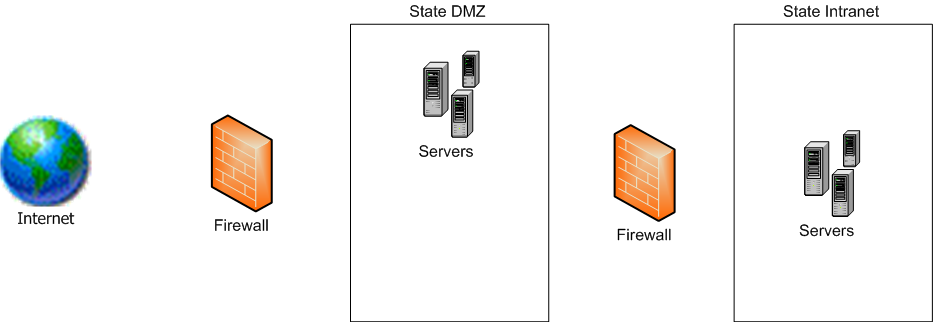 State DMZ
State Intranet
Servers
Internet
Firewall
Firewall
Servers